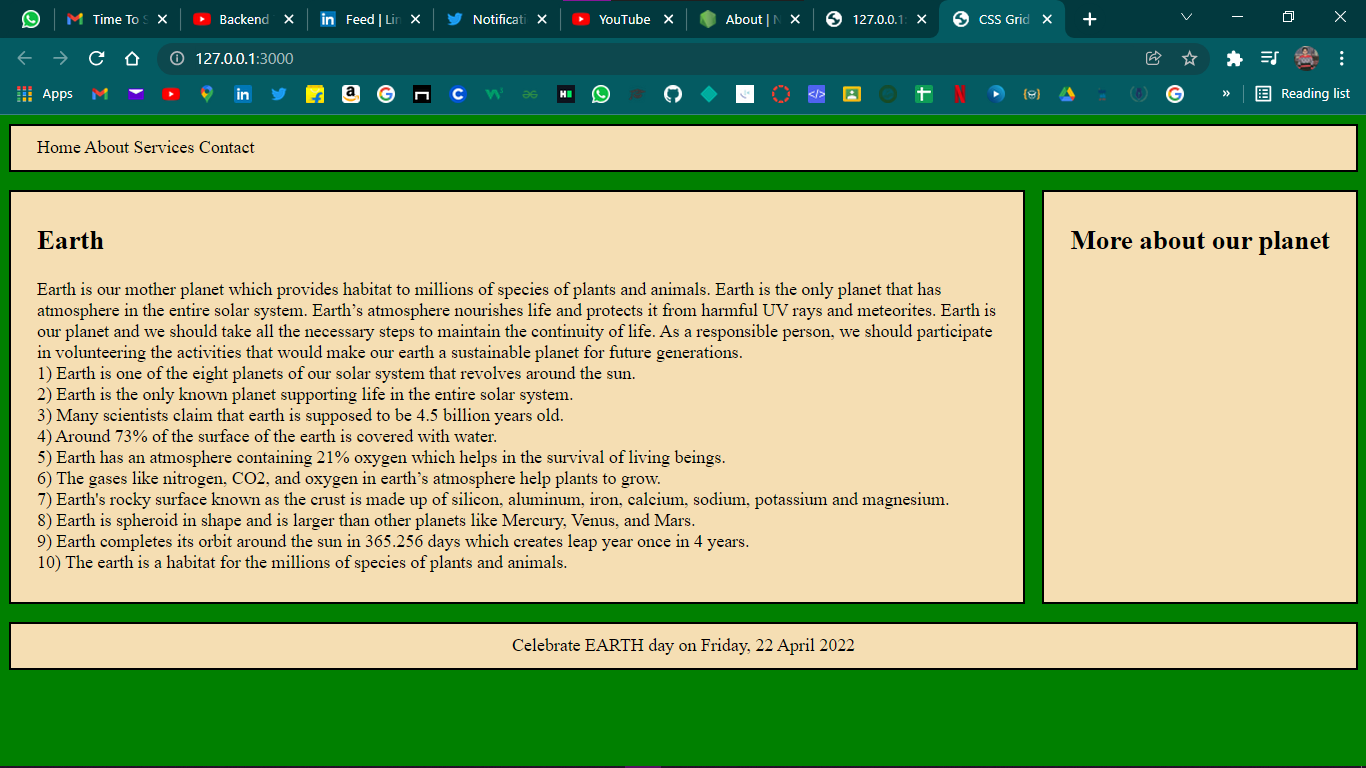 Time To
Backend
Feed | Lin
Notificati
YouTube
About | N
127.0.0.1:
CSS Grid
127.0.0.1:3000
Apps
Reading list
Home About Services Contact
Earth
Earth is our mother planet which provides habitat to millions of species of plants and animals. Earth is the only planet that has
atmosphere in the entire solar system. Earth’s atmosphere nourishes life and protects it from harmful UV rays and meteorites. Earth is
our planet and we should take all the necessary steps to maintain the continuity of life. As a responsible person, we should participate
in volunteering the activities that would make our earth a sustainable planet for future generations.
1) Earth is one of the eight planets of our solar system that revolves around the sun.
2) Earth is the only known planet supporting life in the entire solar system.
3) Many scientists claim that earth is supposed to be 4.5 billion years old.
4) Around 73% of the surface of the earth is covered with water.
5) Earth has an atmosphere containing 21% oxygen which helps in the survival of living beings.
6) The gases like nitrogen, CO2, and oxygen in earth’s atmosphere help plants to grow.
7) Earth's rocky surface known as the crust is made up of silicon, aluminum, iron, calcium, sodium, potassium and magnesium.
8) Earth is spheroid in shape and is larger than other planets like Mercury, Venus, and Mars.
9) Earth completes its orbit around the sun in 365.256 days which creates leap year once in 4 years.
10) The earth is a habitat for the millions of species of plants and animals.
More about our planet
Celebrate EARTH day on Friday, 22 April 2022